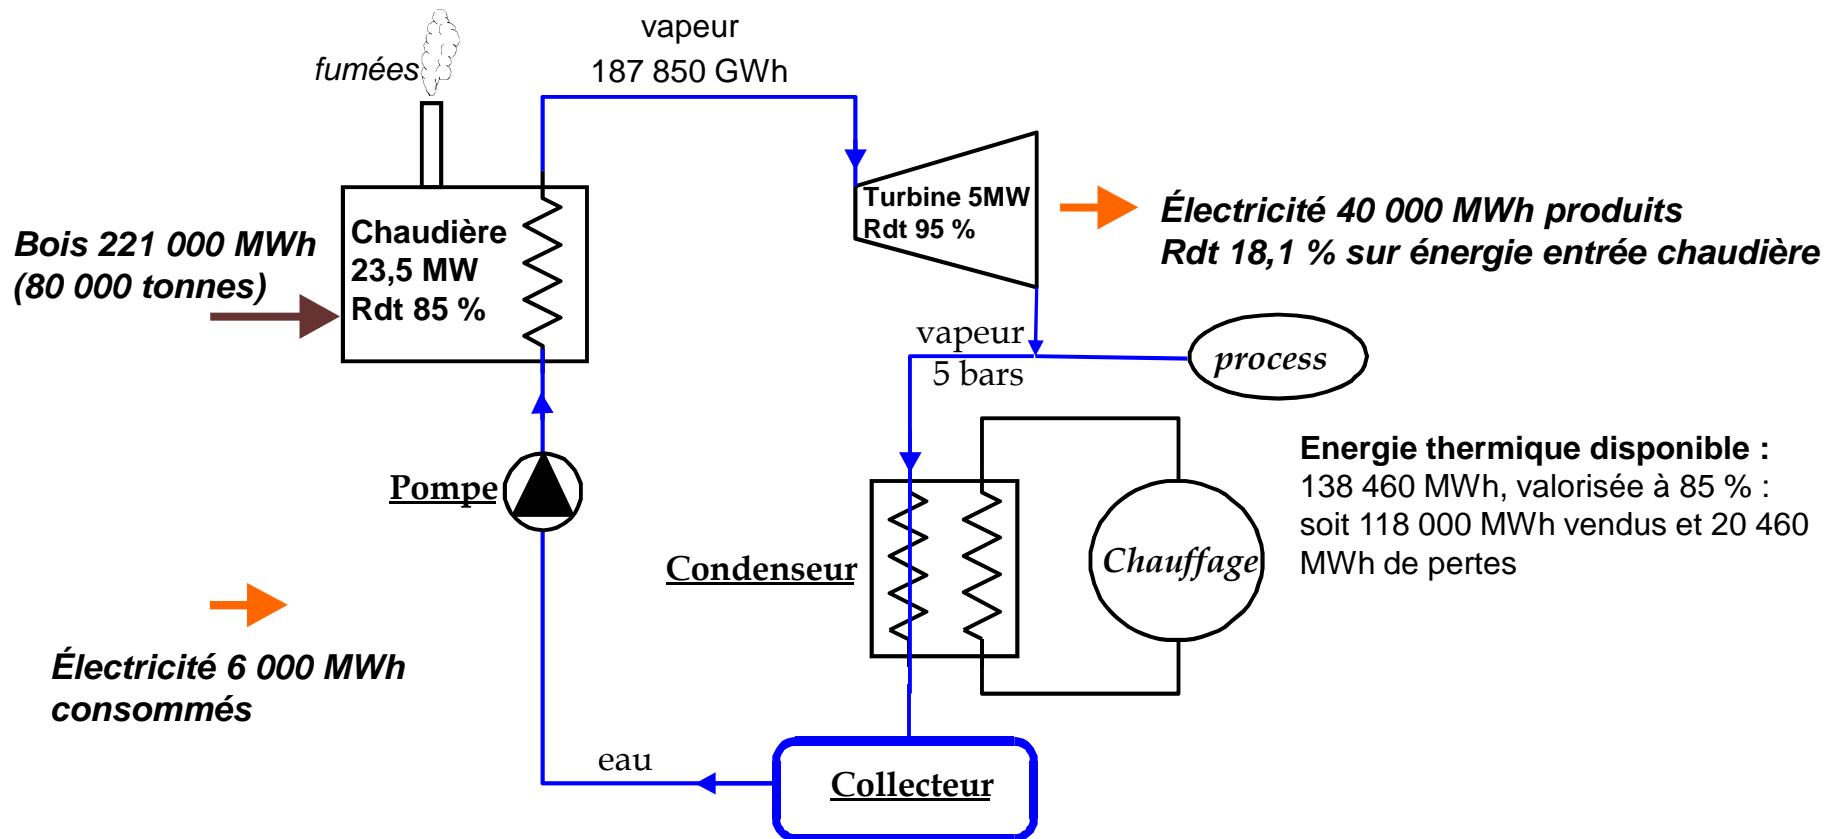 vapeur
187 850 GWh
fumées
Bois 221 000 MWh
(80 000 tonnes)
Chaudière
23,5 MW
Rdt 85 %
Turbine 5MW
Rdt 95 %
Électricité 40 000 MWh produits
Rdt 18,1 % sur énergie entrée chaudière
vapeur
5 bars
process
Pompe
Condenseur
Chauffage
Energie thermique disponible :
138 460 MWh, valorisée à 85 % :
soit 118 000 MWh vendus et 20 460
MWh de pertes
Électricité 6 000 MWh
consommés
eau
Collecteur